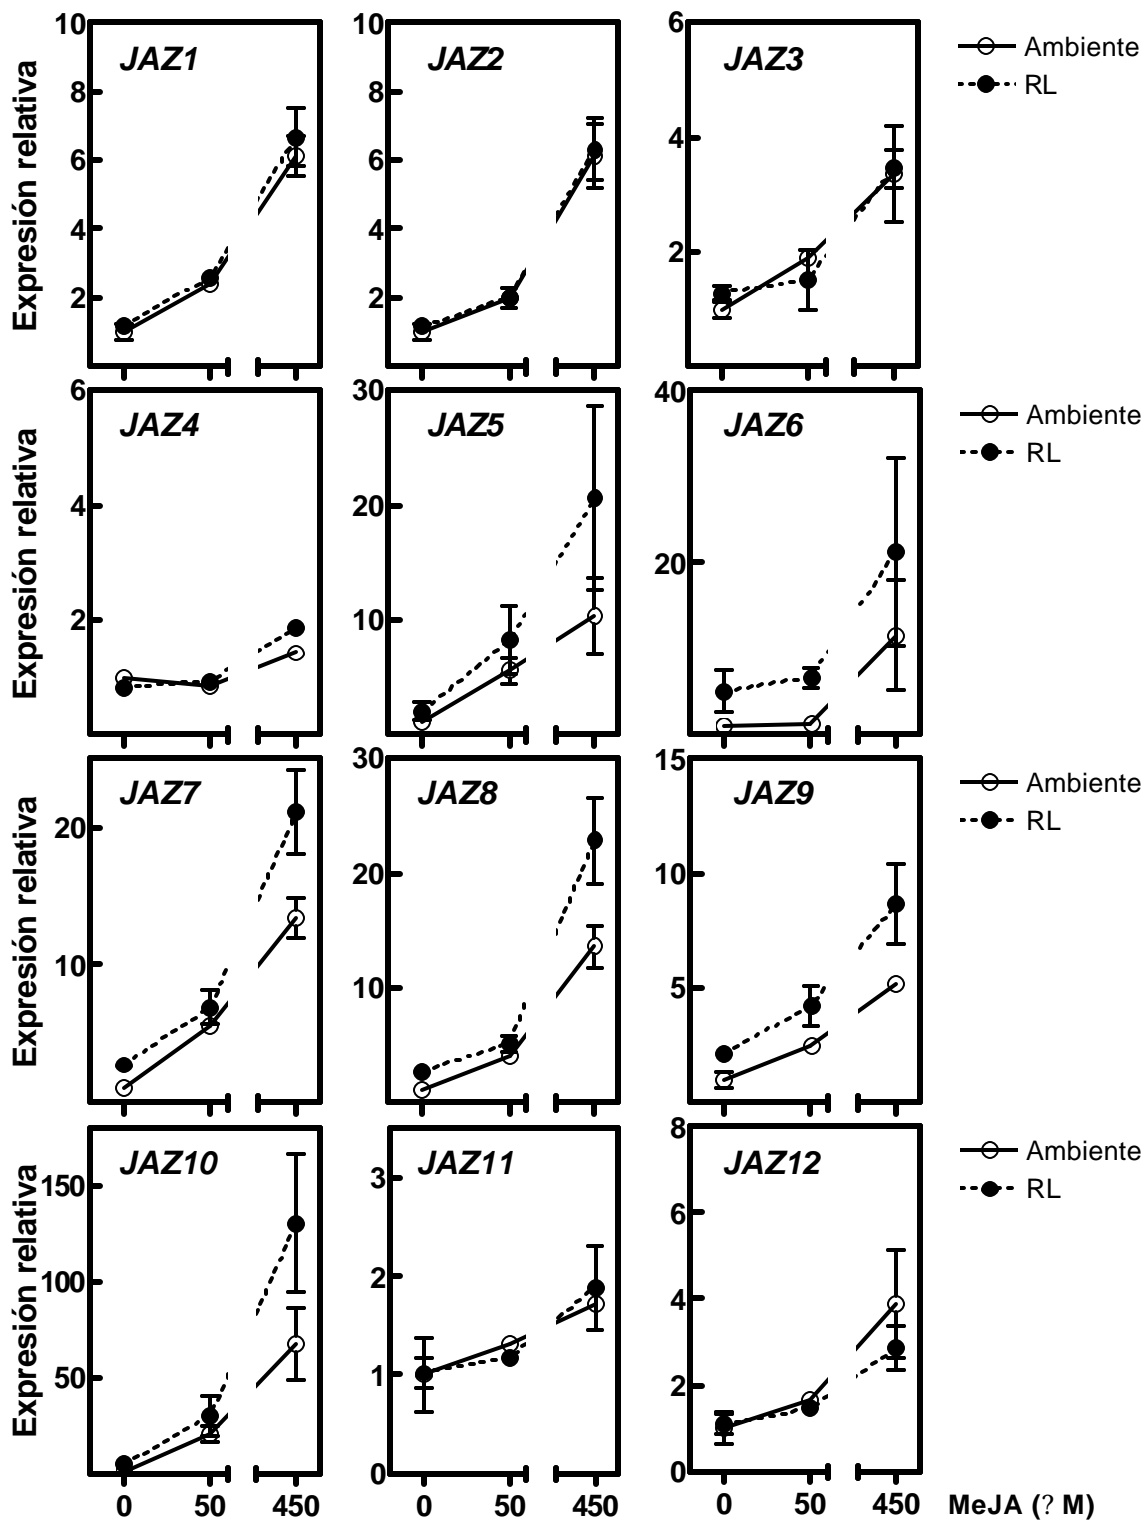 10
8
6
4
2
Expresión relativa
JAZ1
10
8
6
4
2
JAZ2
6
4
2
JAZ3
Ambiente
RL
6
4
2
Expresión relativa
JAZ4
30
20
10
JAZ5
40
20
JAZ6
Ambiente
RL
20
10
Expresión relativa
JAZ7
30
20
10
JAZ8
15
10
5
JAZ9
Ambiente
RL
150
100
50
Expresión relativa
JAZ10
3
2
1
0
JAZ11
8
6
4
2
0
JAZ12
Ambiente
RL
0 50 450 0 50 450 0 50 450 MeJA (? M)